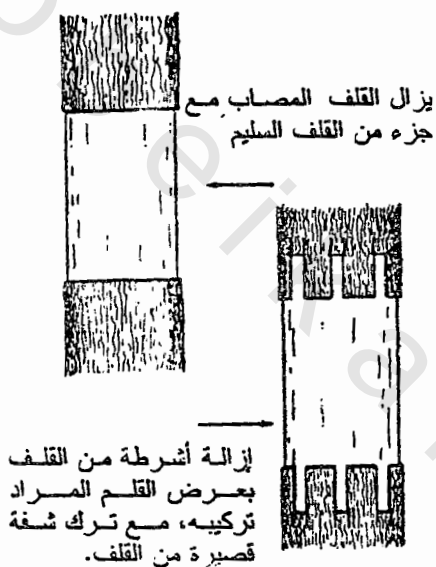 يزال القلف المصاب مع
جزء من القلف السليم
إزالة أشرطة من القلف
بعرض القلم المراد
تركيبه، مع ترك شفة
قصيرة من القلف.